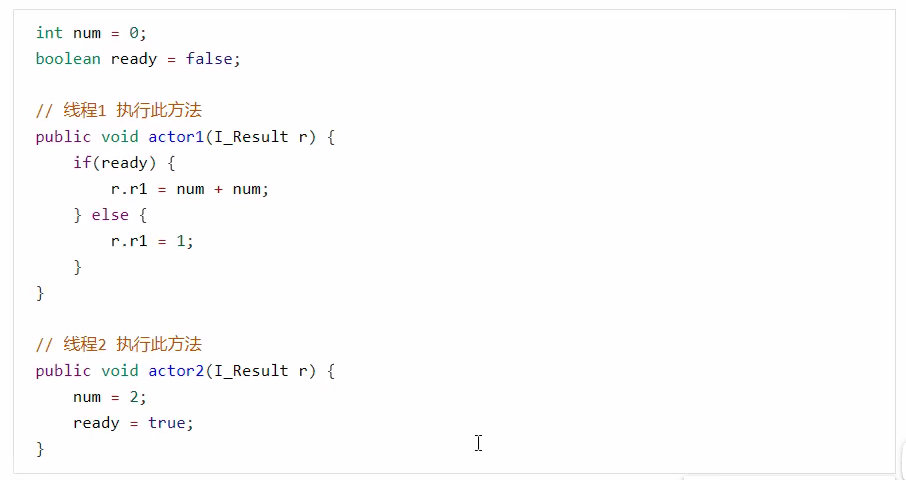 int num = 0;
boolean ready = false;
// 线程1 执行此方法
public void actor1(I_Result r) {
if(ready) {
r.r1 = num + num;
} else {
r.r1 = 1;
}
}
// 线程2 执行此方法
public void actor2(I_Result r) {
num = 2;
ready = true;
}